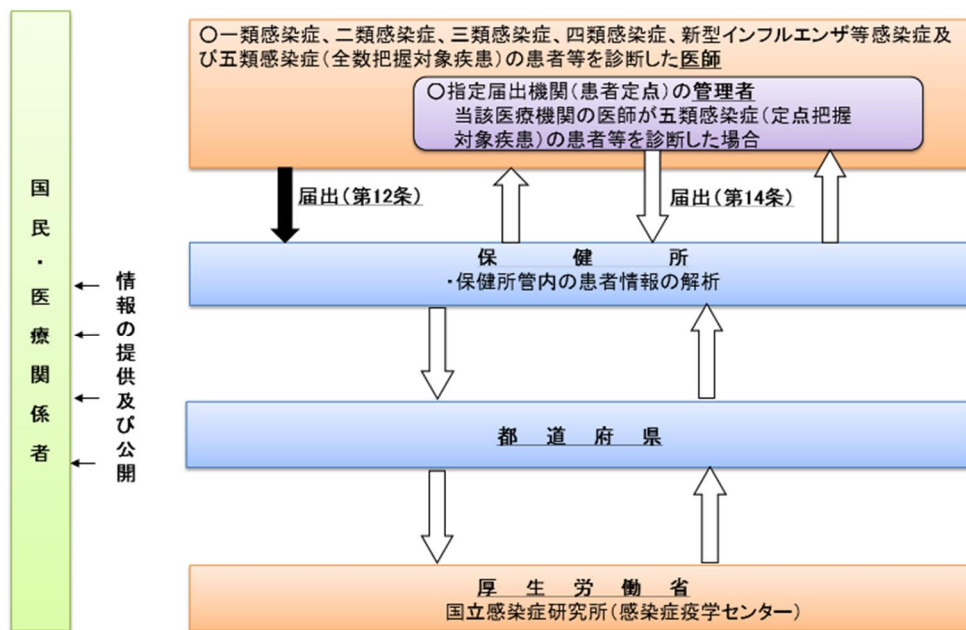 〇一類感染症、二類感染症、三類感染症、四類感染症、新型インフルエンザ等感染症及
び五類感染症(全数把握対象疾患)の患者等を診断した医師
〇指定届出機関(患者定点)の管理者
当該医療機関の医師が五類感染症(定点把握
対象疾患)の患者等を診断した場合
届出(第12条)
届出(第14条)
保健所
・保健所管内の患者情報の解析
都道府県
厚生労働省
国立感染症研究所(感染症疫学センター)
情報の提供及び公開
国民・医療関係者